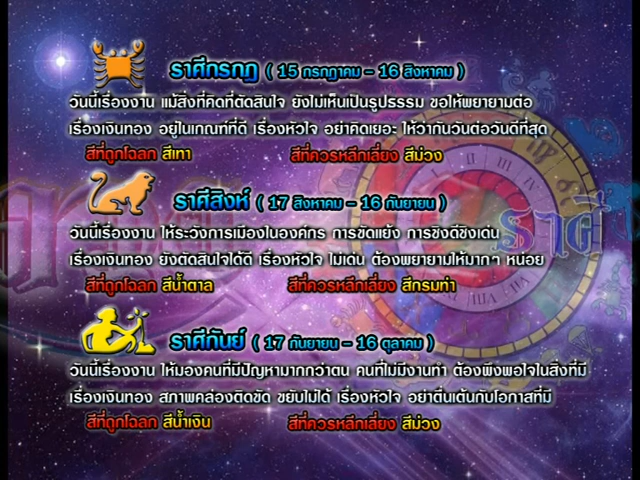 ราศีกรกฎ ( 15 กรกฎาคม - 16 สิงหาคม )
วันนี้เรื่องงาน แม้สิ่งที่คิดที่ตัดสินใจ ยังไม่เห็นเป็นรูปธรรม ขอให้พยายามต่อ
เรื่องเงินทอง อยู่ในเกณฑ์ที่ดี เรื่องหัวใจ อย่าคิดเยอะ ให้ว่ากันวันต่อวันดีที่สุด
สีที่ถูกโฉลก สีเทา สีที่ควรหลีกเลี่ยง สีม่วง
ราศีสิงห์ ( 17 สิงหาคม - 16 กันยายน )
วันนี้เรื่องงาน ให้ระวังการเมืองในองค์กร การขัดแย้ง การชิงดีชิงเด่น
เรื่องเงินทอง ยังตัดสินใจได้ดี เรื่องหัวใจ ไม่เด่น ต้องพยายามให้มากๆ หน่อย
สีที่ถูกโฉลก สีน้ำตาล สีที่ควรหลีกเลี่ยง สีกรมท่า
ราศี
ราศีกันย์ ( 17 กันยายน - 16 ตุลาคม )
วันนี้เรื่องงาน ให้มองคนที่มีปัญหามากกว่าตน คนที่ไม่มีงานทำ ต้องพึงพอใจในสิ่งที่มี
เรื่องเงินทอง สภาพคล่องติดขัด ขยับไม่ได้ เรื่องหัวใจ อย่าตื่นเต้นกับโอกาสที่มี
สีที่ถูกโฉลก สีน้ำเงิน สีที่ควรหลีกเลี่ยง สีม่วง